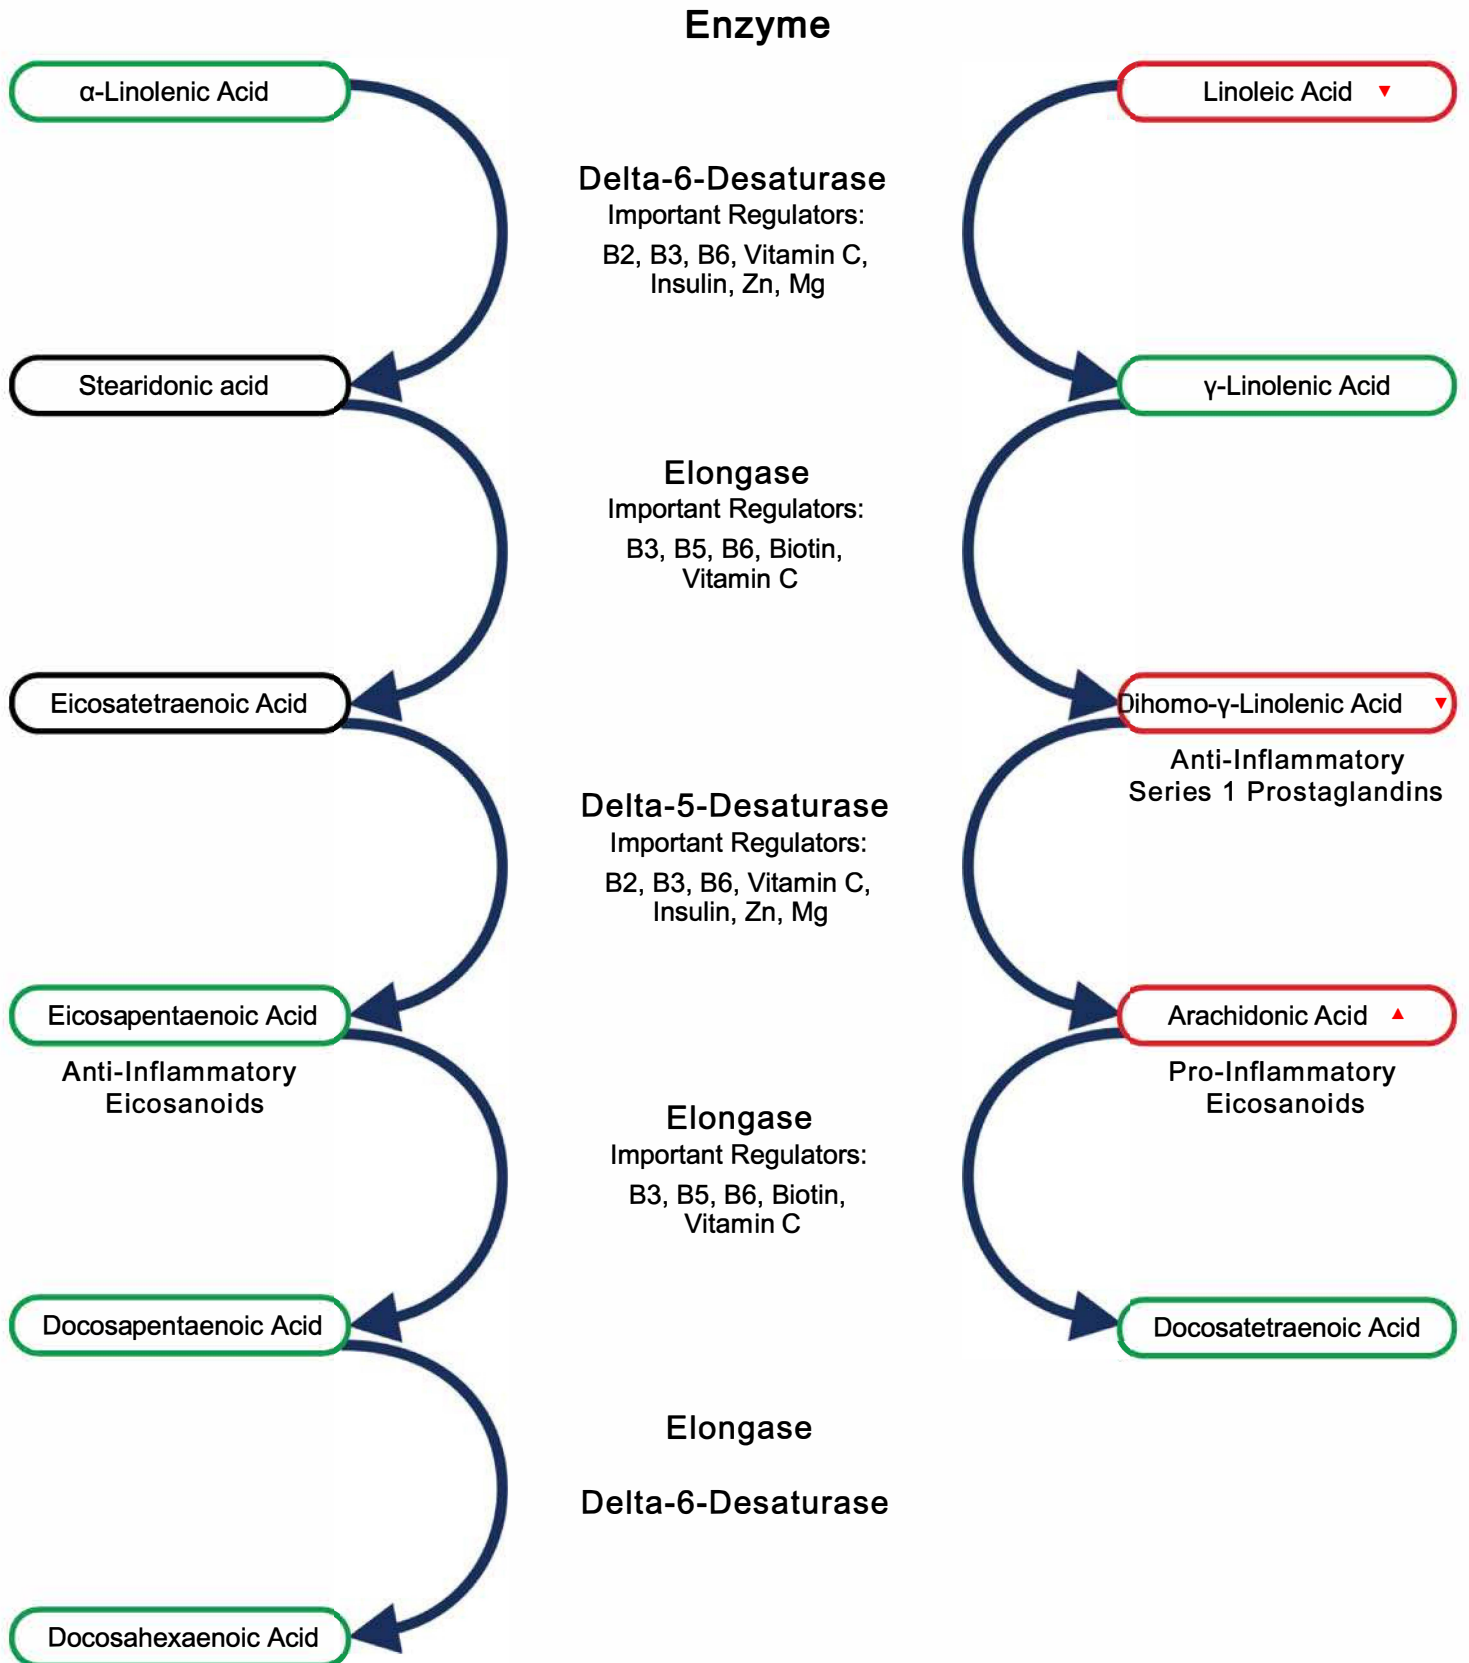 Enzyme
α-Linolenic Acid
Linoleic Acid ▼
Delta-6-Desaturase
Important Regulators:
B2, B3, B6, Vitamin C,
Insulin, Zn, Mg
Stearidonic acid
γ-Linolenic Acid
Elongase
Important Regulators:
B3, B5, B6, Biotin,
Vitamin C
Eicosatetraenoic Acid
Dihomo-γ-Linolenic Acid ▼
Anti-Inflammatory
Series 1 Prostaglandins
Delta-5-Desaturase
Important Regulators:
B2, B3, B6, Vitamin C,
Insulin, Zn, Mg
Eicosapentaenoic Acid
Anti-Inflammatory
Eicosanoids
Arachidonic Acid ▲
Pro-Inflammatory
Eicosanoids
Elongase
Important Regulators:
B3, B5, B6, Biotin,
Vitamin C
Docosapentaenoic Acid
Docosatetraenoic Acid
Elongase
Delta-6-Desaturase
Docosahexaenoic Acid